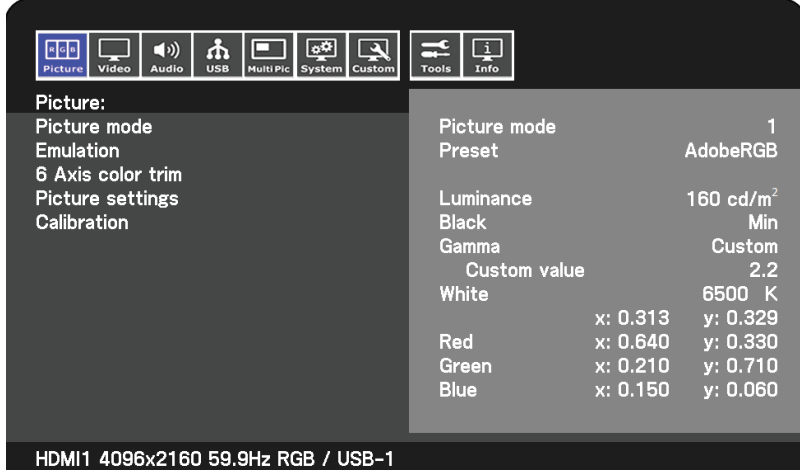 R G B
Picture Video Audio USB MultiPic System Custom Tools Info
Picture:
Picture mode
Emulation
6 Axis color trim
Picture settings
Calibration
Picture mode 1
Preset AdobeRGB
Luminance 160 cd/m²
Black Min
Gamma Custom
Custom value 2.2
White 6500 K
x: 0.313 y: 0.329
Red x: 0.640 y: 0.330
Green x: 0.210 y: 0.710
Blue x: 0.150 y: 0.060
HDMI1 4096x2160 59.9Hz RGB / USB-1